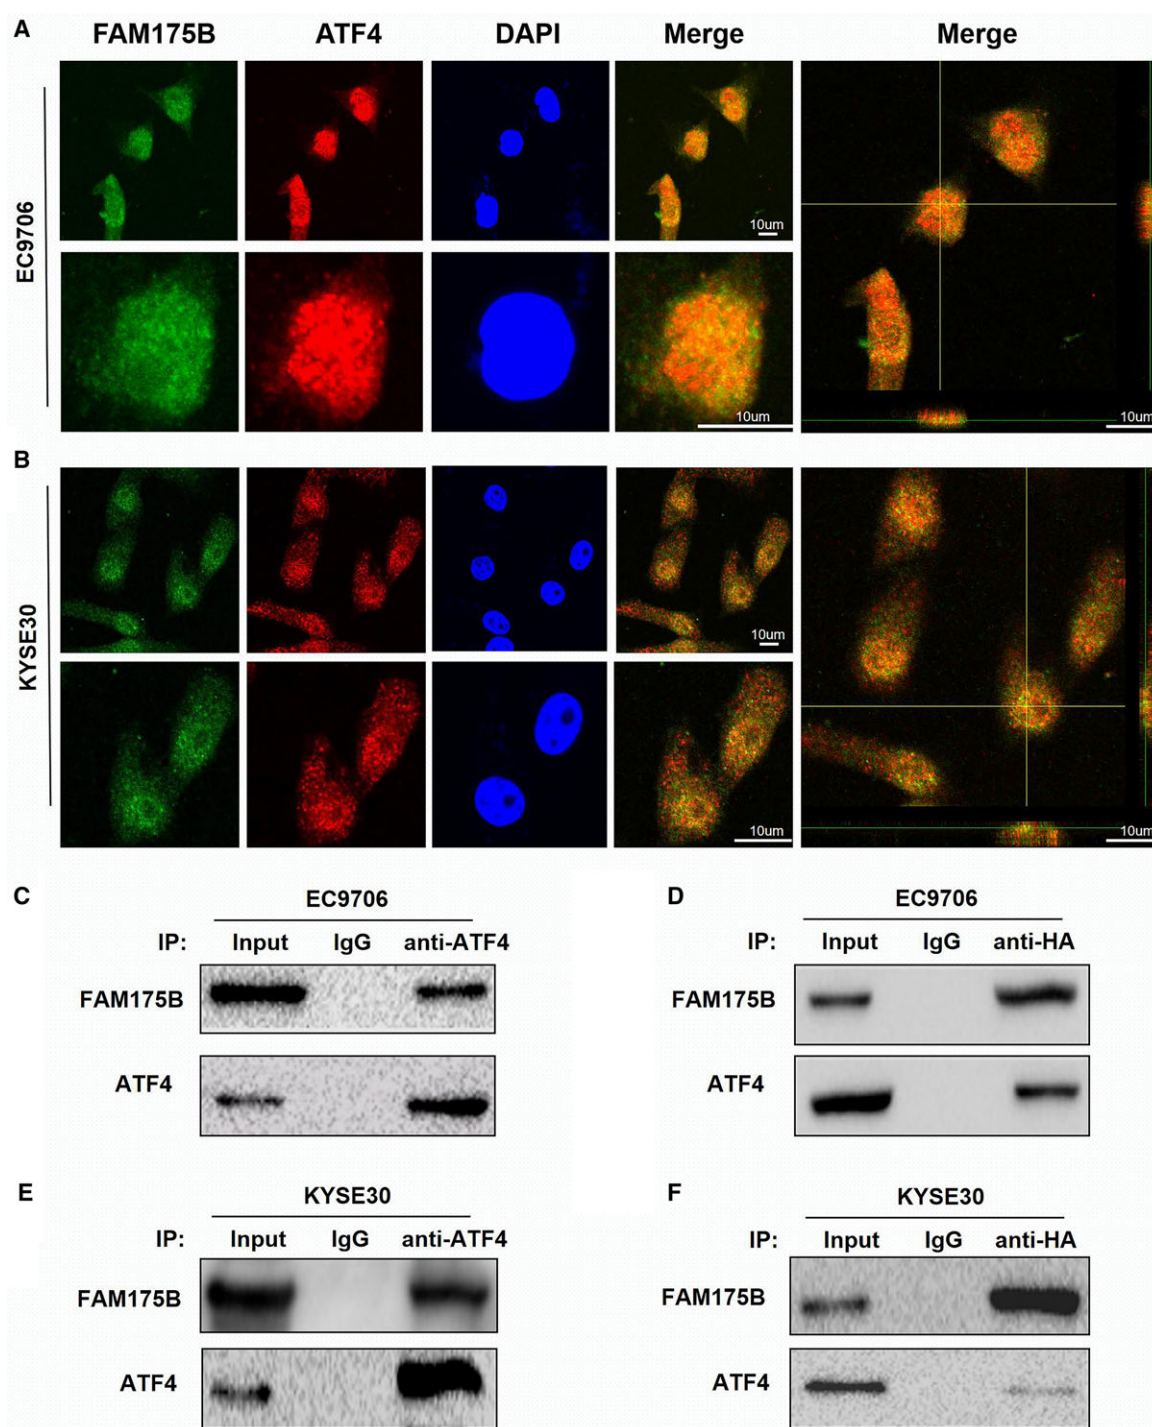 A
FAM175B ATF4 DAPI Merge Merge
EC9706
10um
10um
10um
B
KYSE30
10um
10um
10um
C
EC9706
IP: Input IgG anti-ATF4
FAM175B
ATF4
D
EC9706
IP: Input IgG anti-HA
FAM175B
ATF4
E
KYSE30
IP: Input IgG anti-ATF4
FAM175B
ATF4
F
KYSE30
IP: Input IgG anti-HA
FAM175B
ATF4